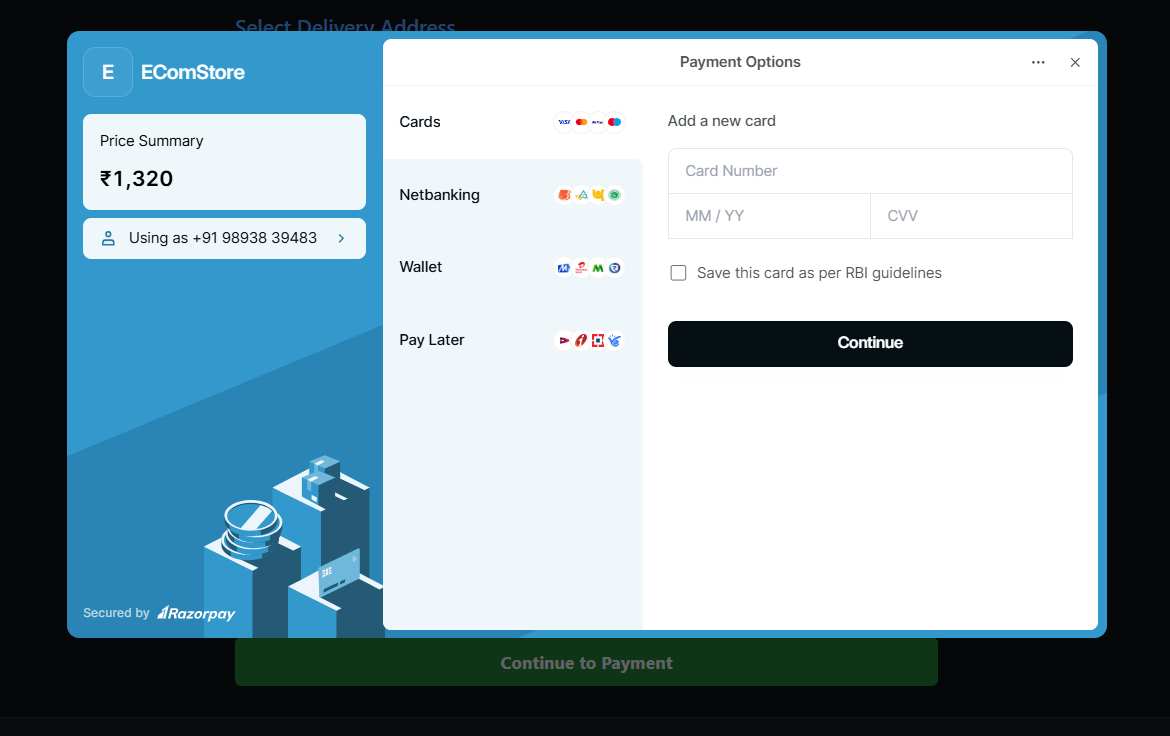 Select Delivery Address
E
EComStore
Price Summary
₹1,320
Using as +91 98938 39483
Secured by Razorpay
Payment Options
Cards
VISA
Netbanking
Wallet
Pay Later
Add a new card
Card Number
MM / YY
CVV
Save this card as per RBI guidelines
Continue
Continue to Payment